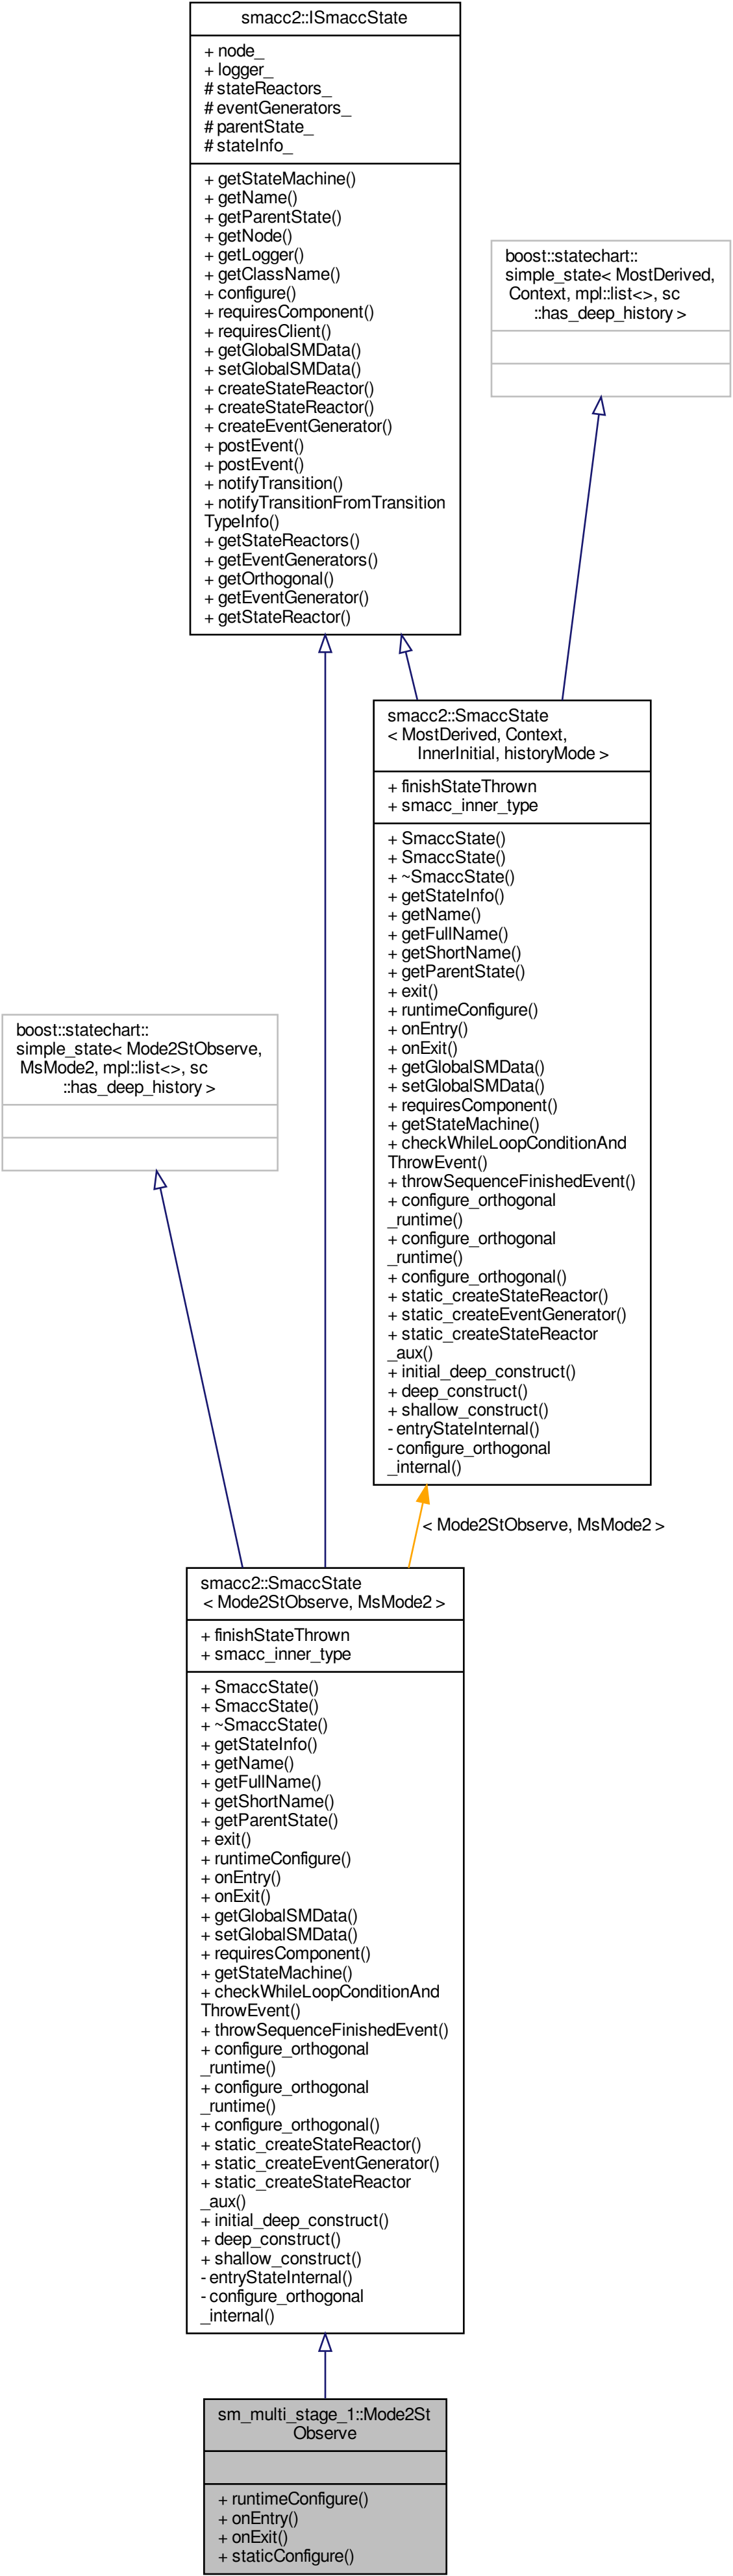 smacc2::ISmaccState
+ node_
+ logger_
# stateReactors_
# eventGenerators_
# parentState_
# stateInfo_
+ getStateMachine()
+ getName()
+ getParentState()
+ getNode()
+ getLogger()
+ getClassName()
+ configure()
+ requiresComponent()
+ requiresClient()
+ getGlobalSMData()
+ setGlobalSMData()
+ createStateReactor()
+ createStateReactor()
+ createEventGenerator()
+ postEvent()
+ postEvent()
+ notifyTransition()
+ notifyTransitionFromTransition
TypeInfo()
+ getStateReactors()
+ getEventGenerators()
+ getOrthogonal()
+ getEventGenerator()
+ getStateReactor()
boost::statechart::
simple_state< MostDerived,
Context, mpl::list<>, sc
::has_deep_history >
smacc2::SmaccState
< MostDerived, Context,
InnerInitial, historyMode >
+ finishStateThrown
+ smacc_inner_type
+ SmaccState()
+ SmaccState()
+ ~SmaccState()
+ getStateInfo()
+ getName()
+ getFullName()
+ getShortName()
+ getParentState()
+ exit()
+ runtimeConfigure()
+ onEntry()
+ onExit()
+ getGlobalSMData()
+ setGlobalSMData()
+ requiresComponent()
+ getStateMachine()
+ checkWhileLoopConditionAnd
ThrowEvent()
+ throwSequenceFinishedEvent()
+ configure_orthogonal
_runtime()
+ configure_orthogonal
_runtime()
+ configure_orthogonal()
+ static_createStateReactor()
+ static_createEventGenerator()
+ static_createStateReactor
_aux()
+ initial_deep_construct()
+ deep_construct()
+ shallow_construct()
- entryStateInternal()
- configure_orthogonal
_internal()
boost::statechart::
simple_state< Mode2StObserve,
MsMode2, mpl::list<>, sc
::has_deep_history >
< Mode2StObserve, MsMode2 >
smacc2::SmaccState
< Mode2StObserve, MsMode2 >
+ finishStateThrown
+ smacc_inner_type
+ SmaccState()
+ SmaccState()
+ ~SmaccState()
+ getStateInfo()
+ getName()
+ getFullName()
+ getShortName()
+ getParentState()
+ exit()
+ runtimeConfigure()
+ onEntry()
+ onExit()
+ getGlobalSMData()
+ setGlobalSMData()
+ requiresComponent()
+ getStateMachine()
+ checkWhileLoopConditionAnd
ThrowEvent()
+ throwSequenceFinishedEvent()
+ configure_orthogonal
_runtime()
+ configure_orthogonal
_runtime()
+ configure_orthogonal()
+ static_createStateReactor()
+ static_createEventGenerator()
+ static_createStateReactor
_aux()
+ initial_deep_construct()
+ deep_construct()
+ shallow_construct()
- entryStateInternal()
- configure_orthogonal
_internal()
sm_multi_stage_1::Mode2St
Observe
+ runtimeConfigure()
+ onEntry()
+ onExit()
+ staticConfigure()